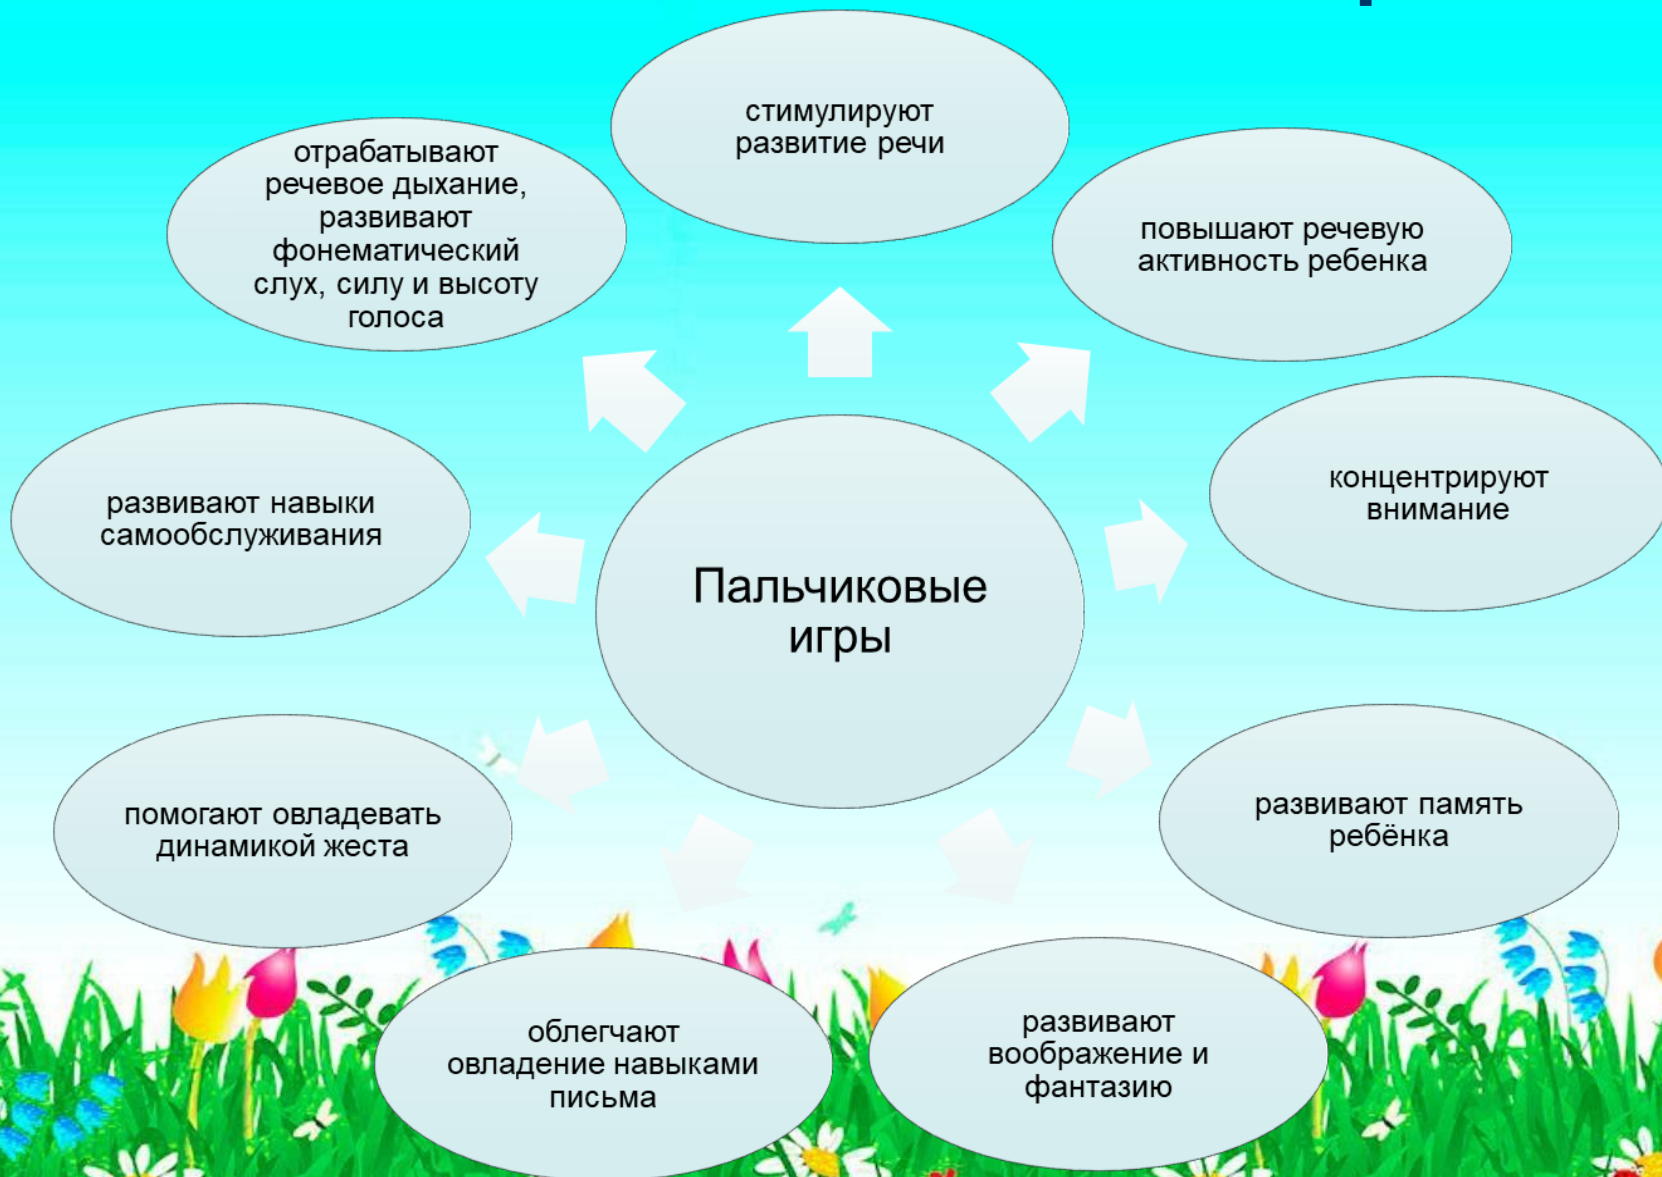 стимулируют
развитие речи
повышают речевую
активность ребенка
концентрируют
внимание
развивают память
ребёнка
развивают
воображение и
фантазию
облегчают
овладение навыками
письма
помогают овладевать
динамикой жеста
развивают навыки
самообслуживания
отрабатывают
речевое дыхание,
развивают
фонематический
слух, силу и высоту
голоса
Пальчиковые
игры